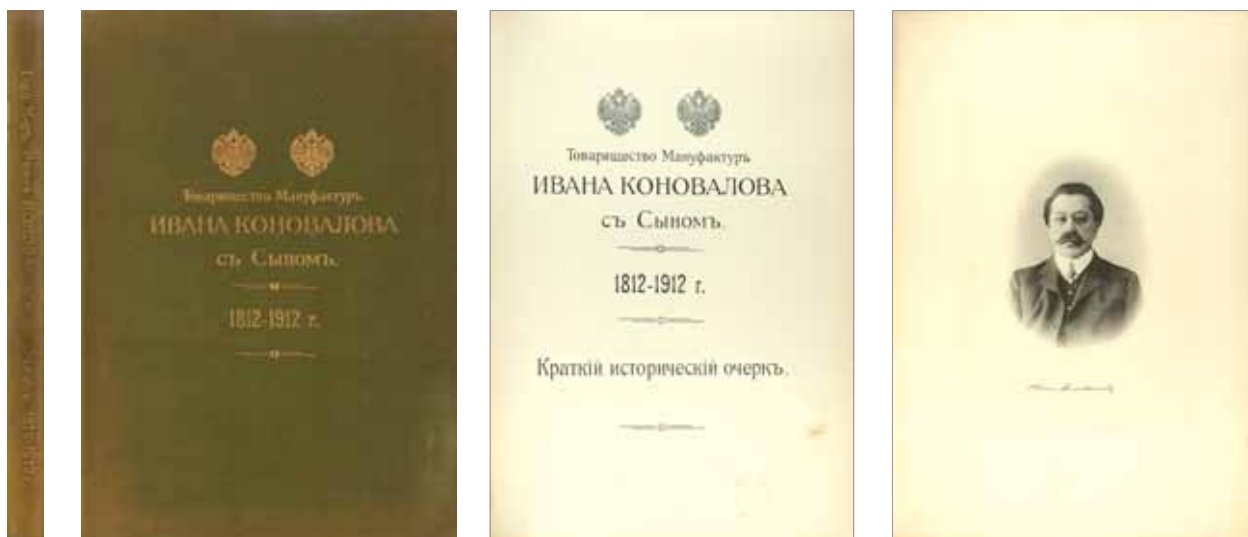 Товарищество Мануфактуръ
ИВАНА КОНОВАЛОВА
съ Сыномъ.
1812-1912 г.
Товарищество Мануфактуръ
ИВАНА КОНОВАЛОВА
съ Сыномъ.
1812-1912 г.
Краткій историческій очеркъ.